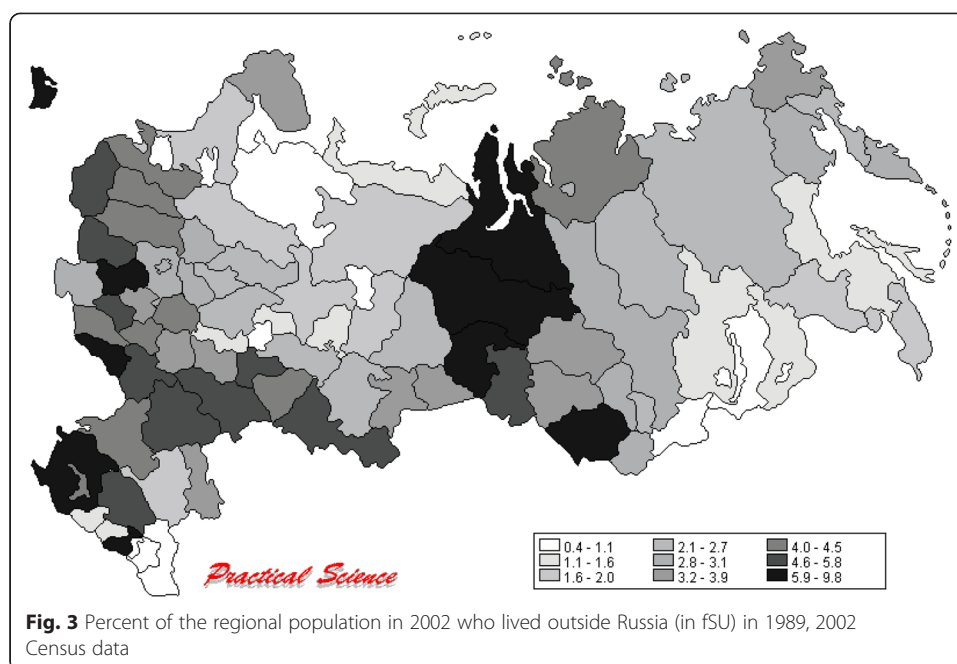 0.4 - 1.1 2.1 - 2.7 4.0 - 4.5
1.1 - 1.6 2.8 - 3.1 4.6 - 5.8
1.6 - 2.0 3.2 - 3.9 5.9 - 9.8
Practical Science
Fig. 3 Percent of the regional population in 2002 who lived outside Russia (in fSU) in 1989, 2002
Census data